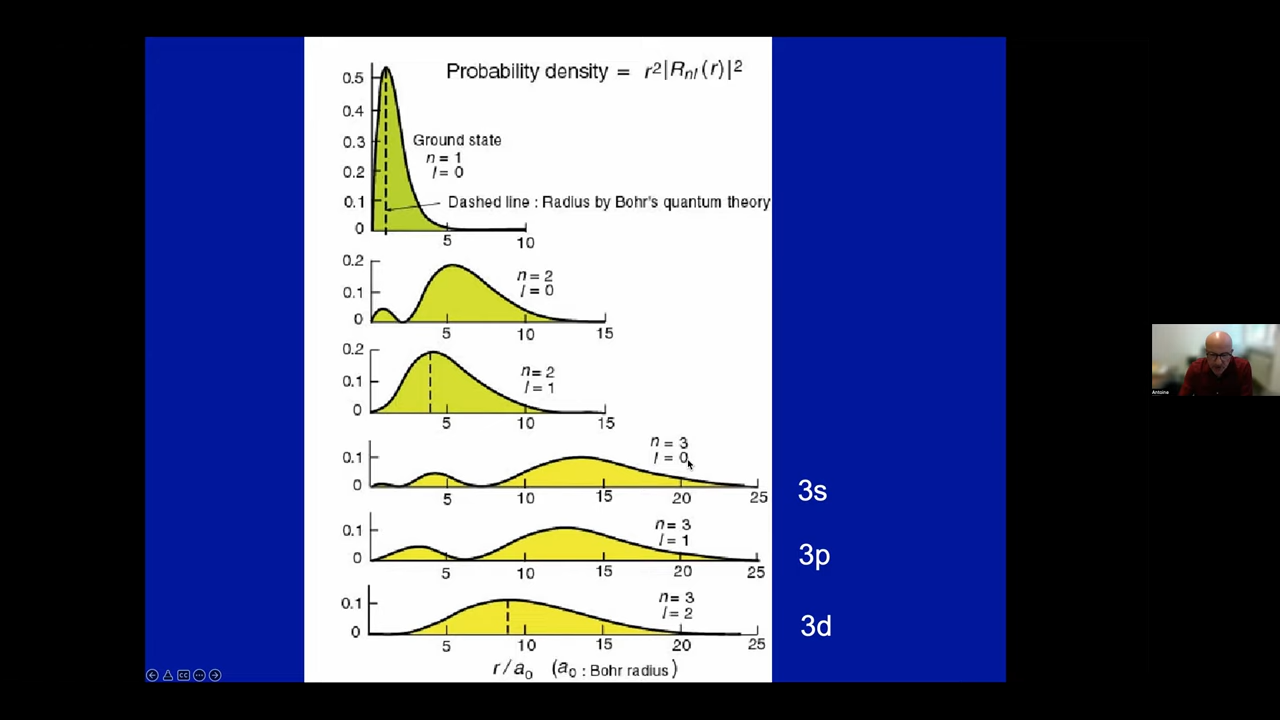 Probability density = r²|Rnl(r)|²
0.5
0.4
0.3
0.2
0.1
0
Ground state
n = 1
l = 0
Dashed line : Radius by Bohr's quantum theory
5
10
0.2
0.1
0
n = 2
l = 0
5
10
15
0.2
0.1
0
n = 2
l = 1
5
10
15
0.1
0
n = 3
l = 0
5
10
15
20
25
3s
0.1
0
n = 3
l = 1
5
10
15
20
25
3p
0.1
0
n = 3
l = 2
5
10
15
20
25
3d
r/a₀ (a₀ : Bohr radius)
Antoine